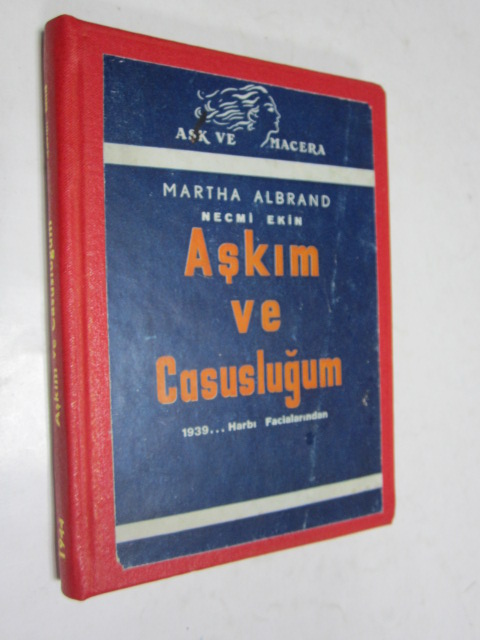 AŞK VE MACERA
MARTHA ALBRAND
NECMİ EKİN
Aşkım
ve
Casusluğum
1939... Harbı Facialarından
Aşkım ve Casusluğum
1944